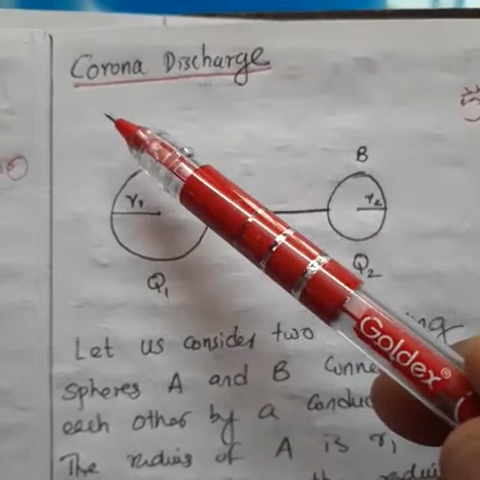 Corona Discharge
B
r₁
r₂
Q₁
Q₂
Goldex®
Let us consider two
spheres A and B
each other by a
The radius of A is r₁